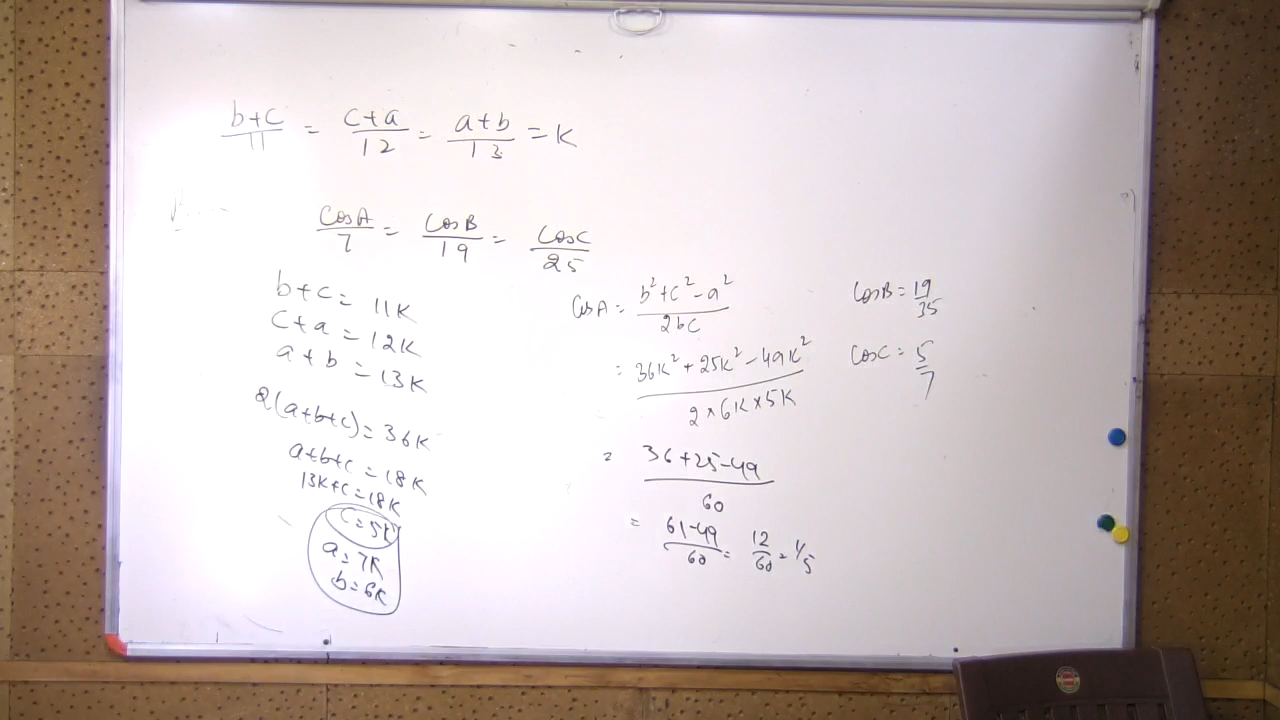 (b+c)/11 = (c+a)/12 = (a+b)/13 = K
CosA/7 = CosB/19 = CosC/25
b+c = 11K
c+a = 12K
a+b = 13K
2(a+b+c) = 36K
a+b+c = 18K
13K+c = 18K
c = 5K
a = 7K
b = 6K
CosA = (b²+c²-a²)/2bc
= (36K²+25K²-49K²)/(2×6K×5K)
= (36+25-49)/60
= (61-49)/60 = 12/60 = 1/5
CosB = 19/35
CosC = 5/7